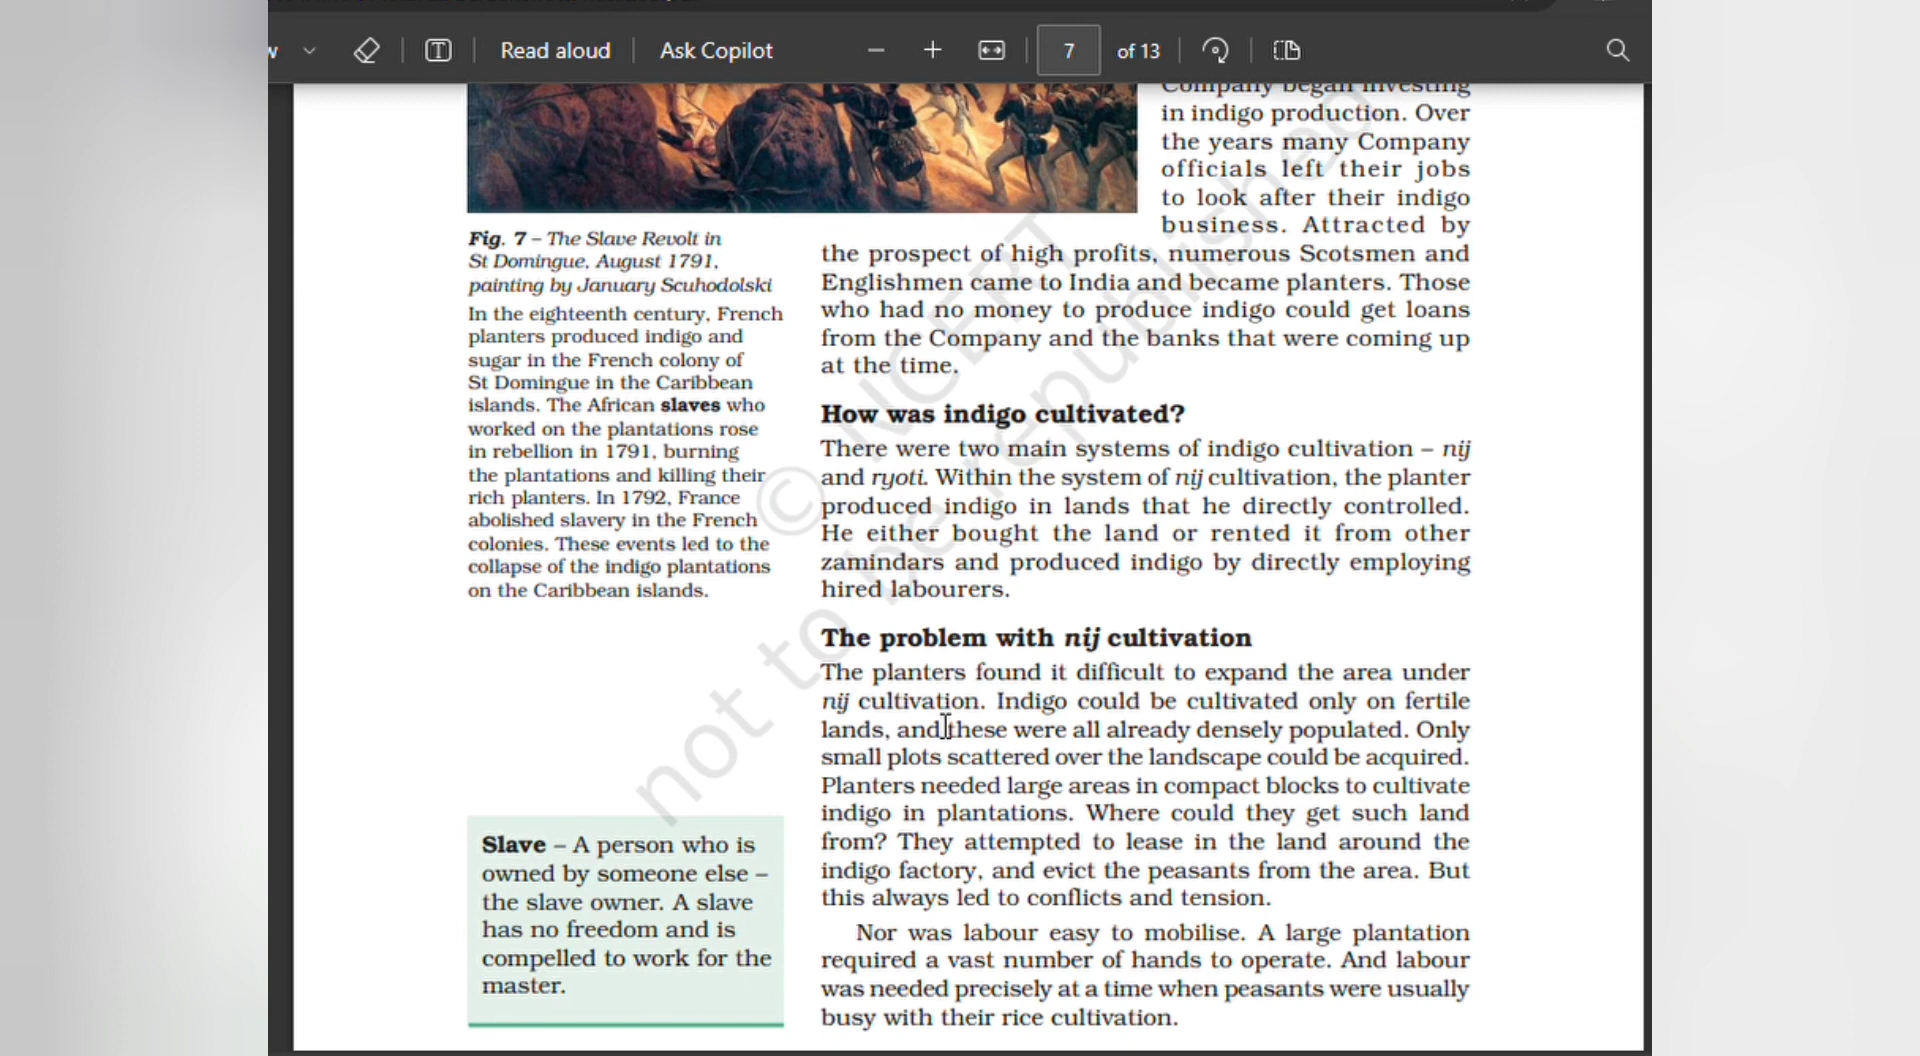 Read aloud
Ask Copilot
7
of 13
Company began investing
in indigo production. Over
the years many Company
officials left their jobs
to look after their indigo
business. Attracted by
the prospect of high profits, numerous Scotsmen and
Englishmen came to India and became planters. Those
who had no money to produce indigo could get loans
from the Company and the banks that were coming up
at the time.
Fig. 7 – The Slave Revolt in
St Domingue, August 1791,
painting by January Scuhodolski
In the eighteenth century, French
planters produced indigo and
sugar in the French colony of
St Domingue in the Caribbean
islands. The African slaves who
worked on the plantations rose
in rebellion in 1791, burning
the plantations and killing their
rich planters. In 1792, France
abolished slavery in the French
colonies. These events led to the
collapse of the indigo plantations
on the Caribbean islands.
How was indigo cultivated?
There were two main systems of indigo cultivation – nij
and ryoti. Within the system of nij cultivation, the planter
produced indigo in lands that he directly controlled.
He either bought the land or rented it from other
zamindars and produced indigo by directly employing
hired labourers.
The problem with nij cultivation
The planters found it difficult to expand the area under
nij cultivation. Indigo could be cultivated only on fertile
lands, and these were all already densely populated. Only
small plots scattered over the landscape could be acquired.
Planters needed large areas in compact blocks to cultivate
indigo in plantations. Where could they get such land
from? They attempted to lease in the land around the
indigo factory, and evict the peasants from the area. But
this always led to conflicts and tension.
Nor was labour easy to mobilise. A large plantation
required a vast number of hands to operate. And labour
was needed precisely at a time when peasants were usually
busy with their rice cultivation.
Slave – A person who is
owned by someone else –
the slave owner. A slave
has no freedom and is
compelled to work for the
master.
© NCERT
not to be republished